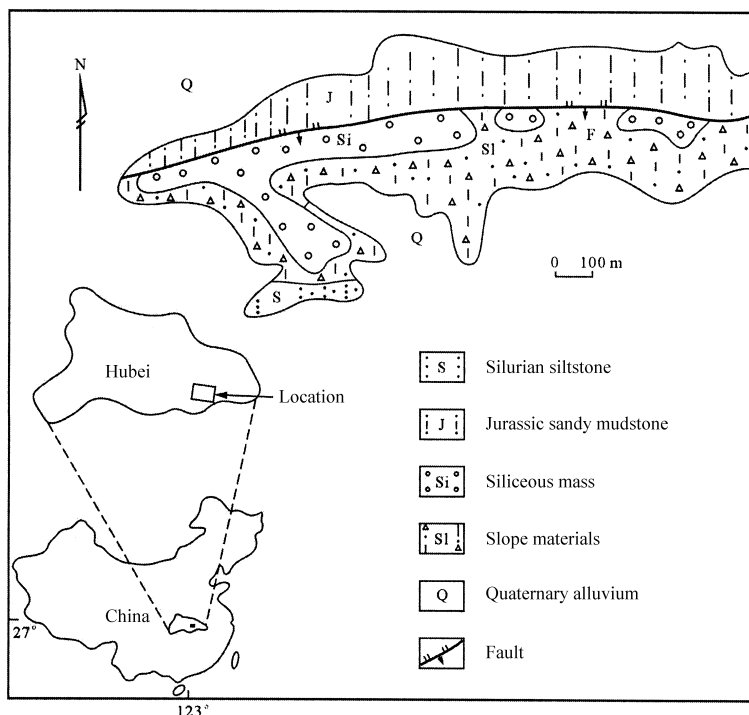 N
Q
J
Si
Sl
F
Q
S
0 100 m
Hubei
Location
China
27°
123°
S Silurian siltstone
J Jurassic sandy mudstone
Si Siliceous mass
Sl Slope materials
Q Quaternary alluvium
Fault